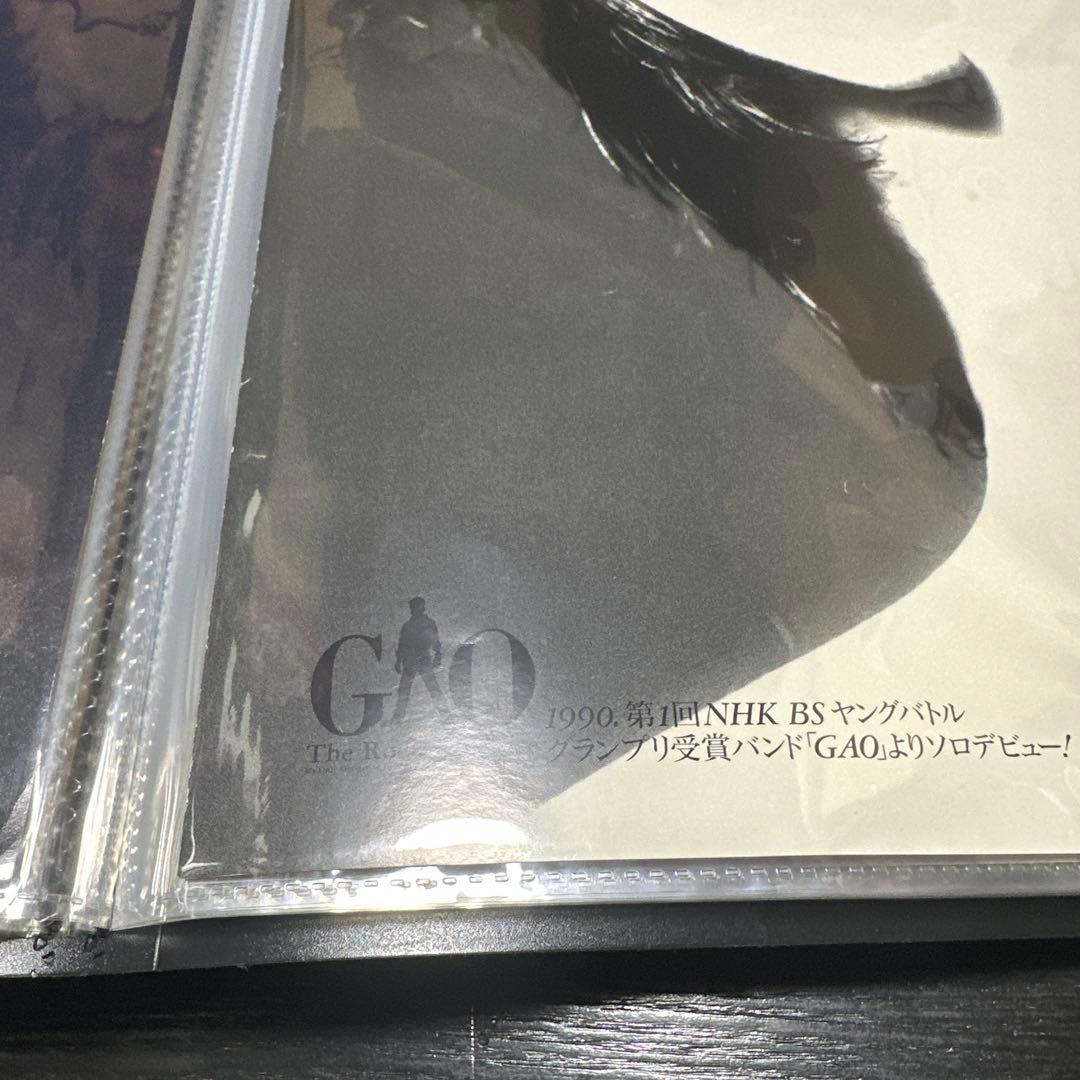 GAO
The R
1990. 第1回NHK BSヤングバトル
グランプリ受賞バンド「GAO」よりソロデビュー!